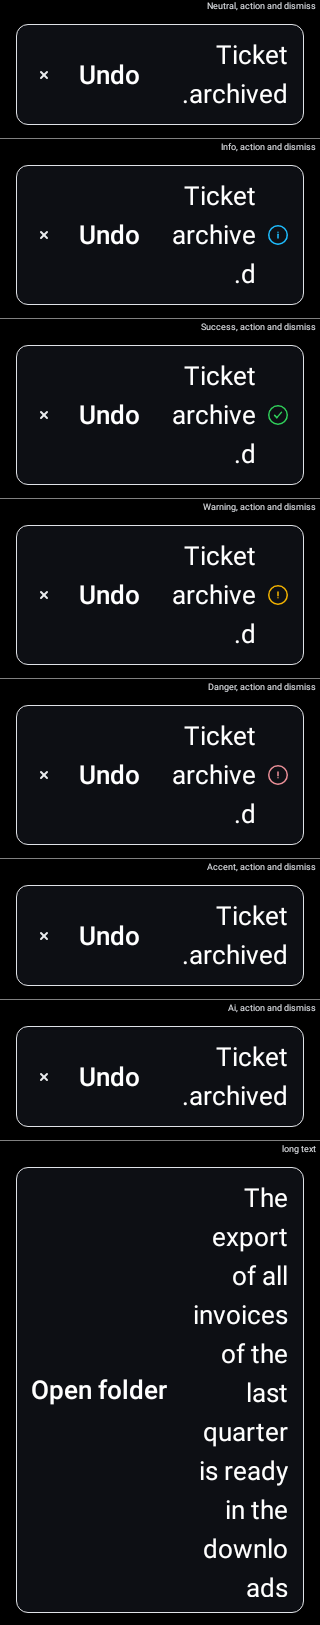 Neutral, action and dismiss
Ticket
.archived
Undo
Info, action and dismiss
Ticket
archive
.d
Undo
Success, action and dismiss
Ticket
archive
.d
Undo
Warning, action and dismiss
Ticket
archive
.d
Undo
Danger, action and dismiss
Ticket
archive
.d
Undo
Accent, action and dismiss
Ticket
.archived
Undo
Ai, action and dismiss
Ticket
.archived
Undo
long text
The
export
of all
invoices
of the
last
quarter
is ready
in the
downlo
ads
Open folder